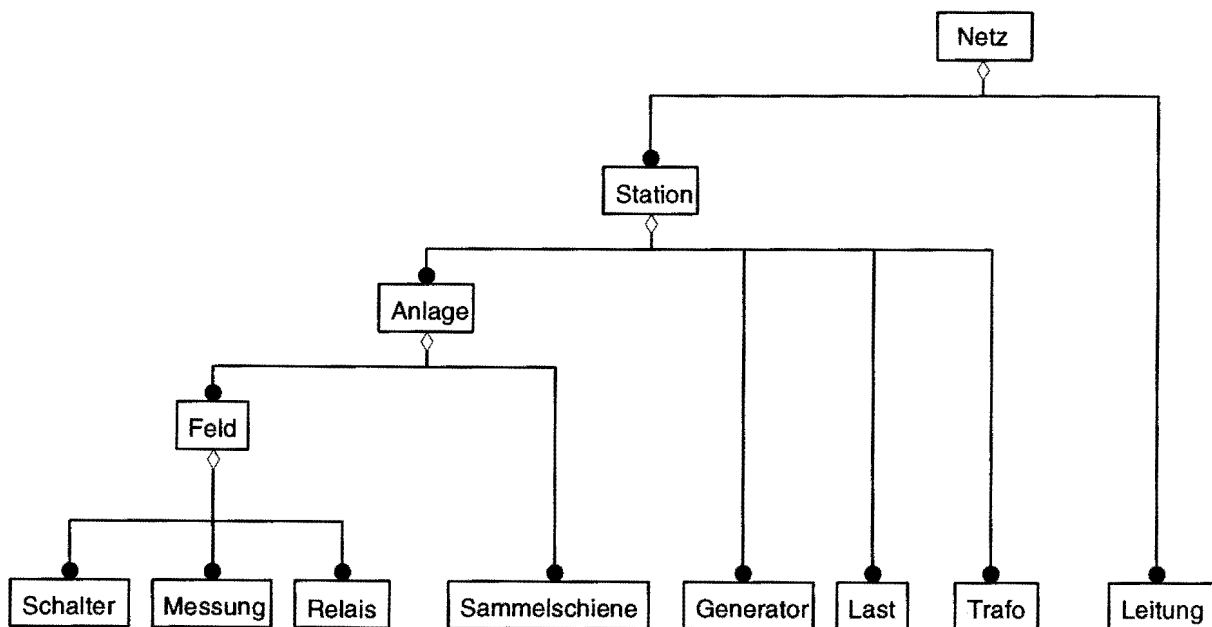 Netz
Station
Anlage
Feld
Schalter
Messung
Relais
Sammelschiene
Generator
Last
Trafo
Leitung